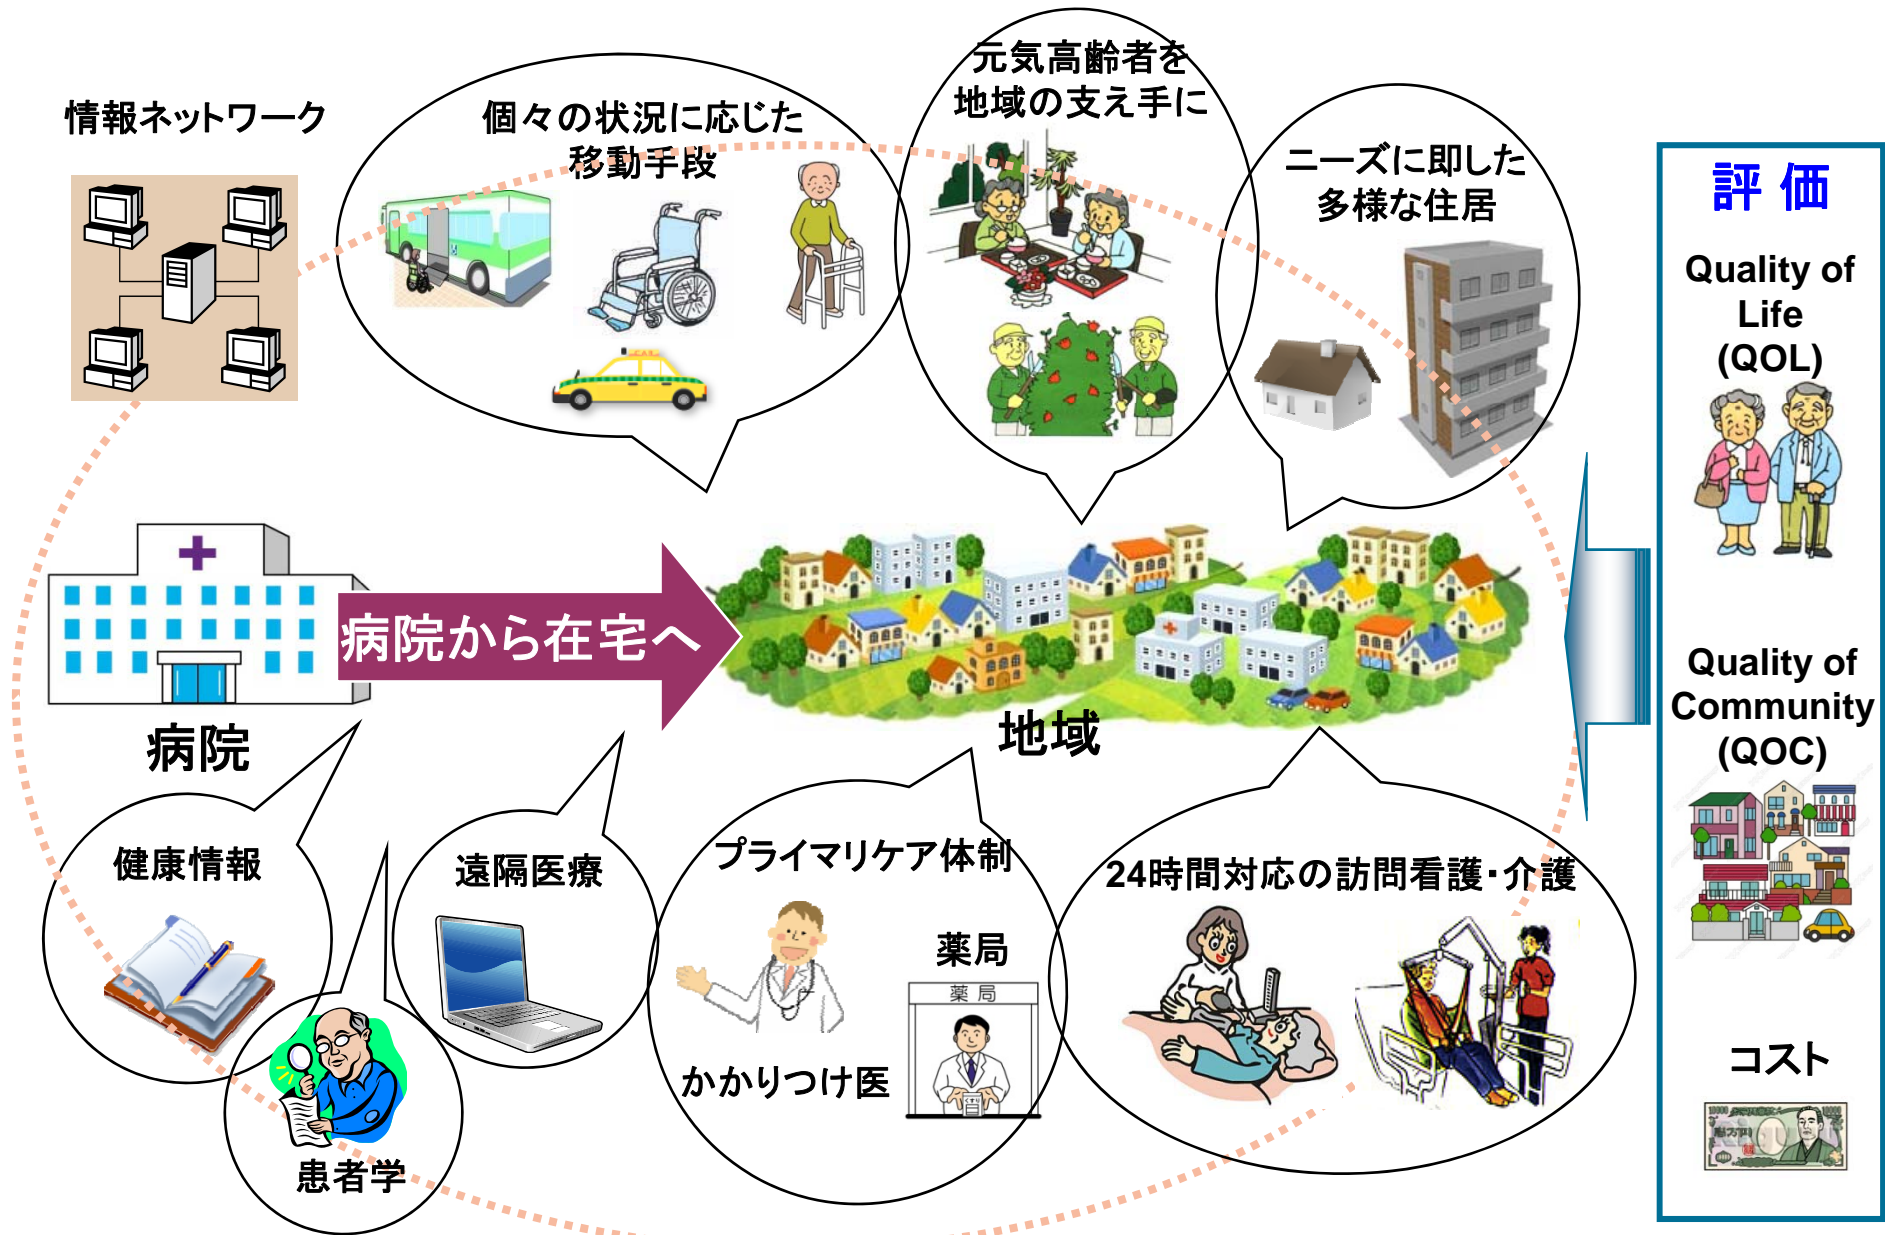 情報ネットワーク
個々の状況に応じた
移動手段
元気高齢者を
地域の支え手に
ニーズに即した
多様な住居
評 価
Quality of
Life
(QOL)
Quality of
Community
(QOC)
コスト
病院から在宅へ
病院
地域
健康情報
患者学
遠隔医療
プライマリケア体制
かかりつけ医
薬局
薬 局
くすり
24時間対応の訪問看護・介護